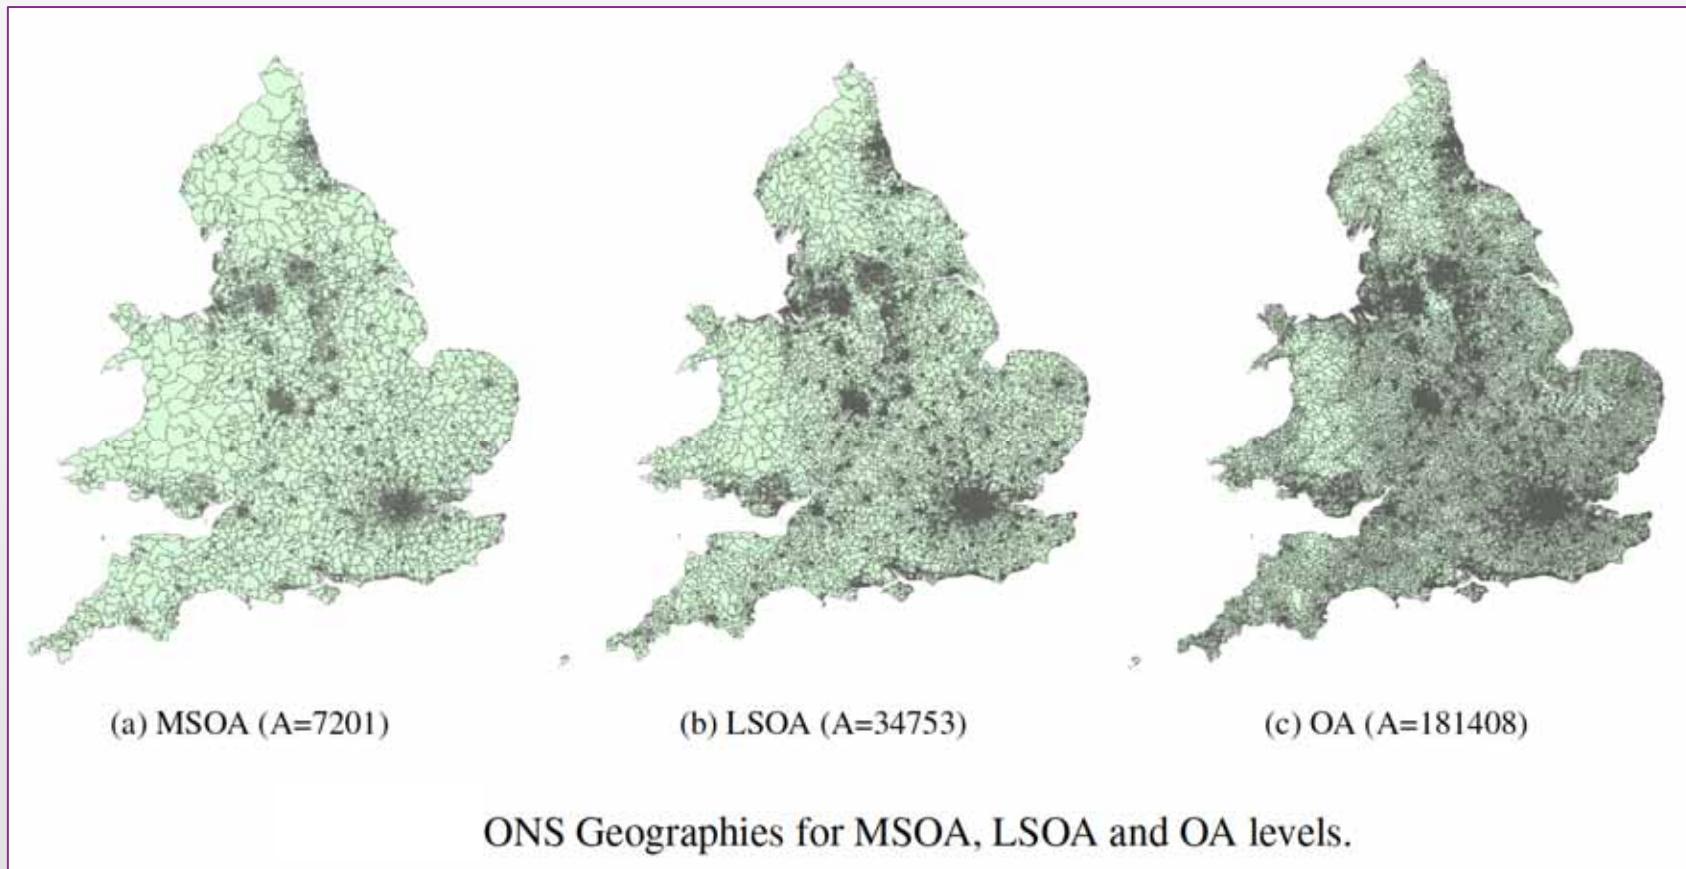 (a) MSOA (A=7201)
(b) LSOA (A=34753)
(c) OA (A=181408)
ONS Geographies for MSOA, LSOA and OA levels.